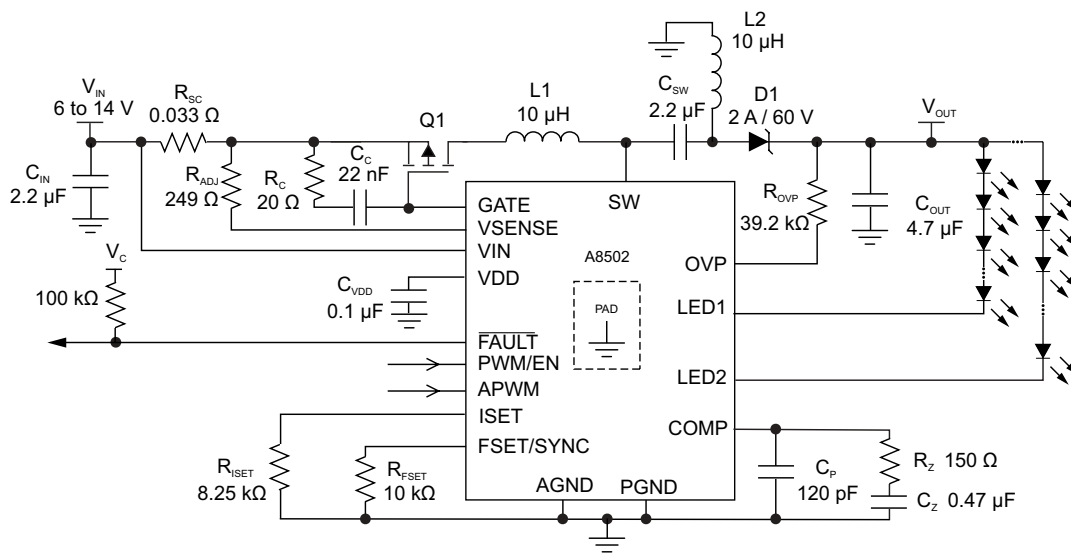 L2
10 µH
V_IN
6 to 14 V
R_SC
0.033 Ω
Q1
L1
10 µH
C_SW
2.2 µF
D1
2 A / 60 V
V_OUT
C_IN
2.2 µF
R_ADJ
249 Ω
R_C
20 Ω
C_C
22 nF
R_OVP
39.2 kΩ
C_OUT
4.7 µF
GATE
VSENSE
VIN
VDD
SW
A8502
PAD
OVP
LED1
LED2
V_C
100 kΩ
C_VDD
0.1 µF
FAULT
PWM/EN
APWM
ISET
FSET/SYNC
COMP
AGND
PGND
R_ISET
8.25 kΩ
R_FSET
10 kΩ
C_P
120 pF
R_Z 150 Ω
C_Z 0.47 µF